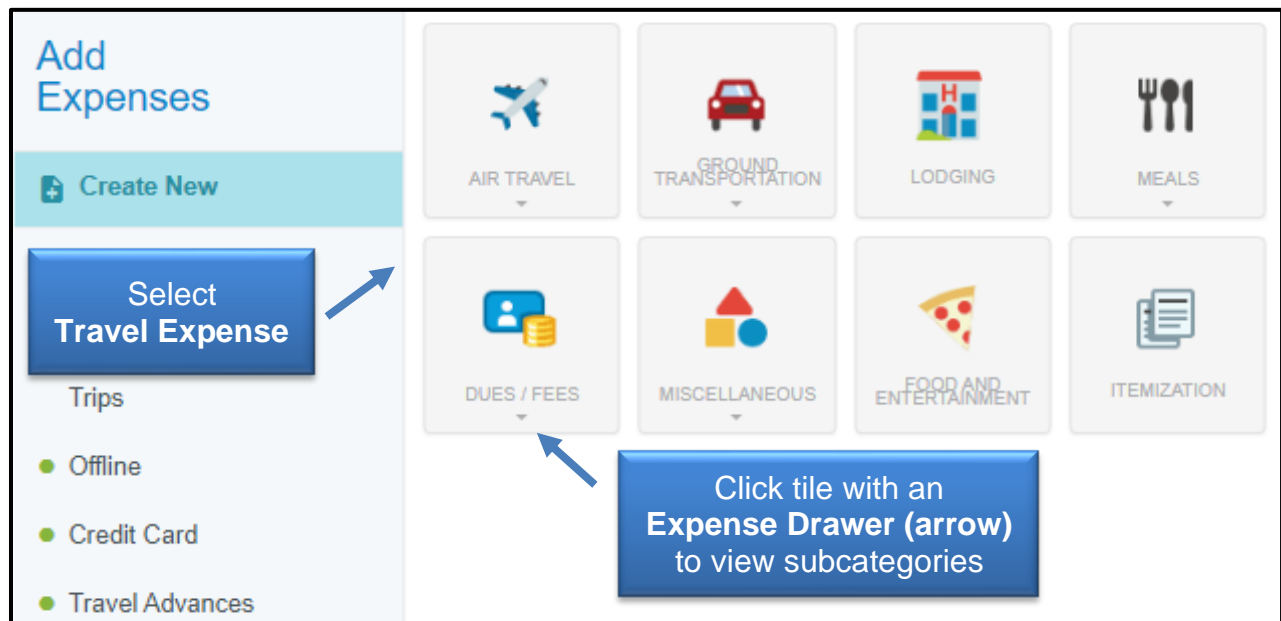 Add
Expenses
Create New
Select
Travel Expense
Trips
Offline
Credit Card
Travel Advances
AIR TRAVEL
GROUND
TRANSPORTATION
H
LODGING
MEALS
DUES / FEES
MISCELLANEOUS
FOOD AND
ENTERTAINMENT
ITEMIZATION
Click tile with an
Expense Drawer (arrow)
to view subcategories